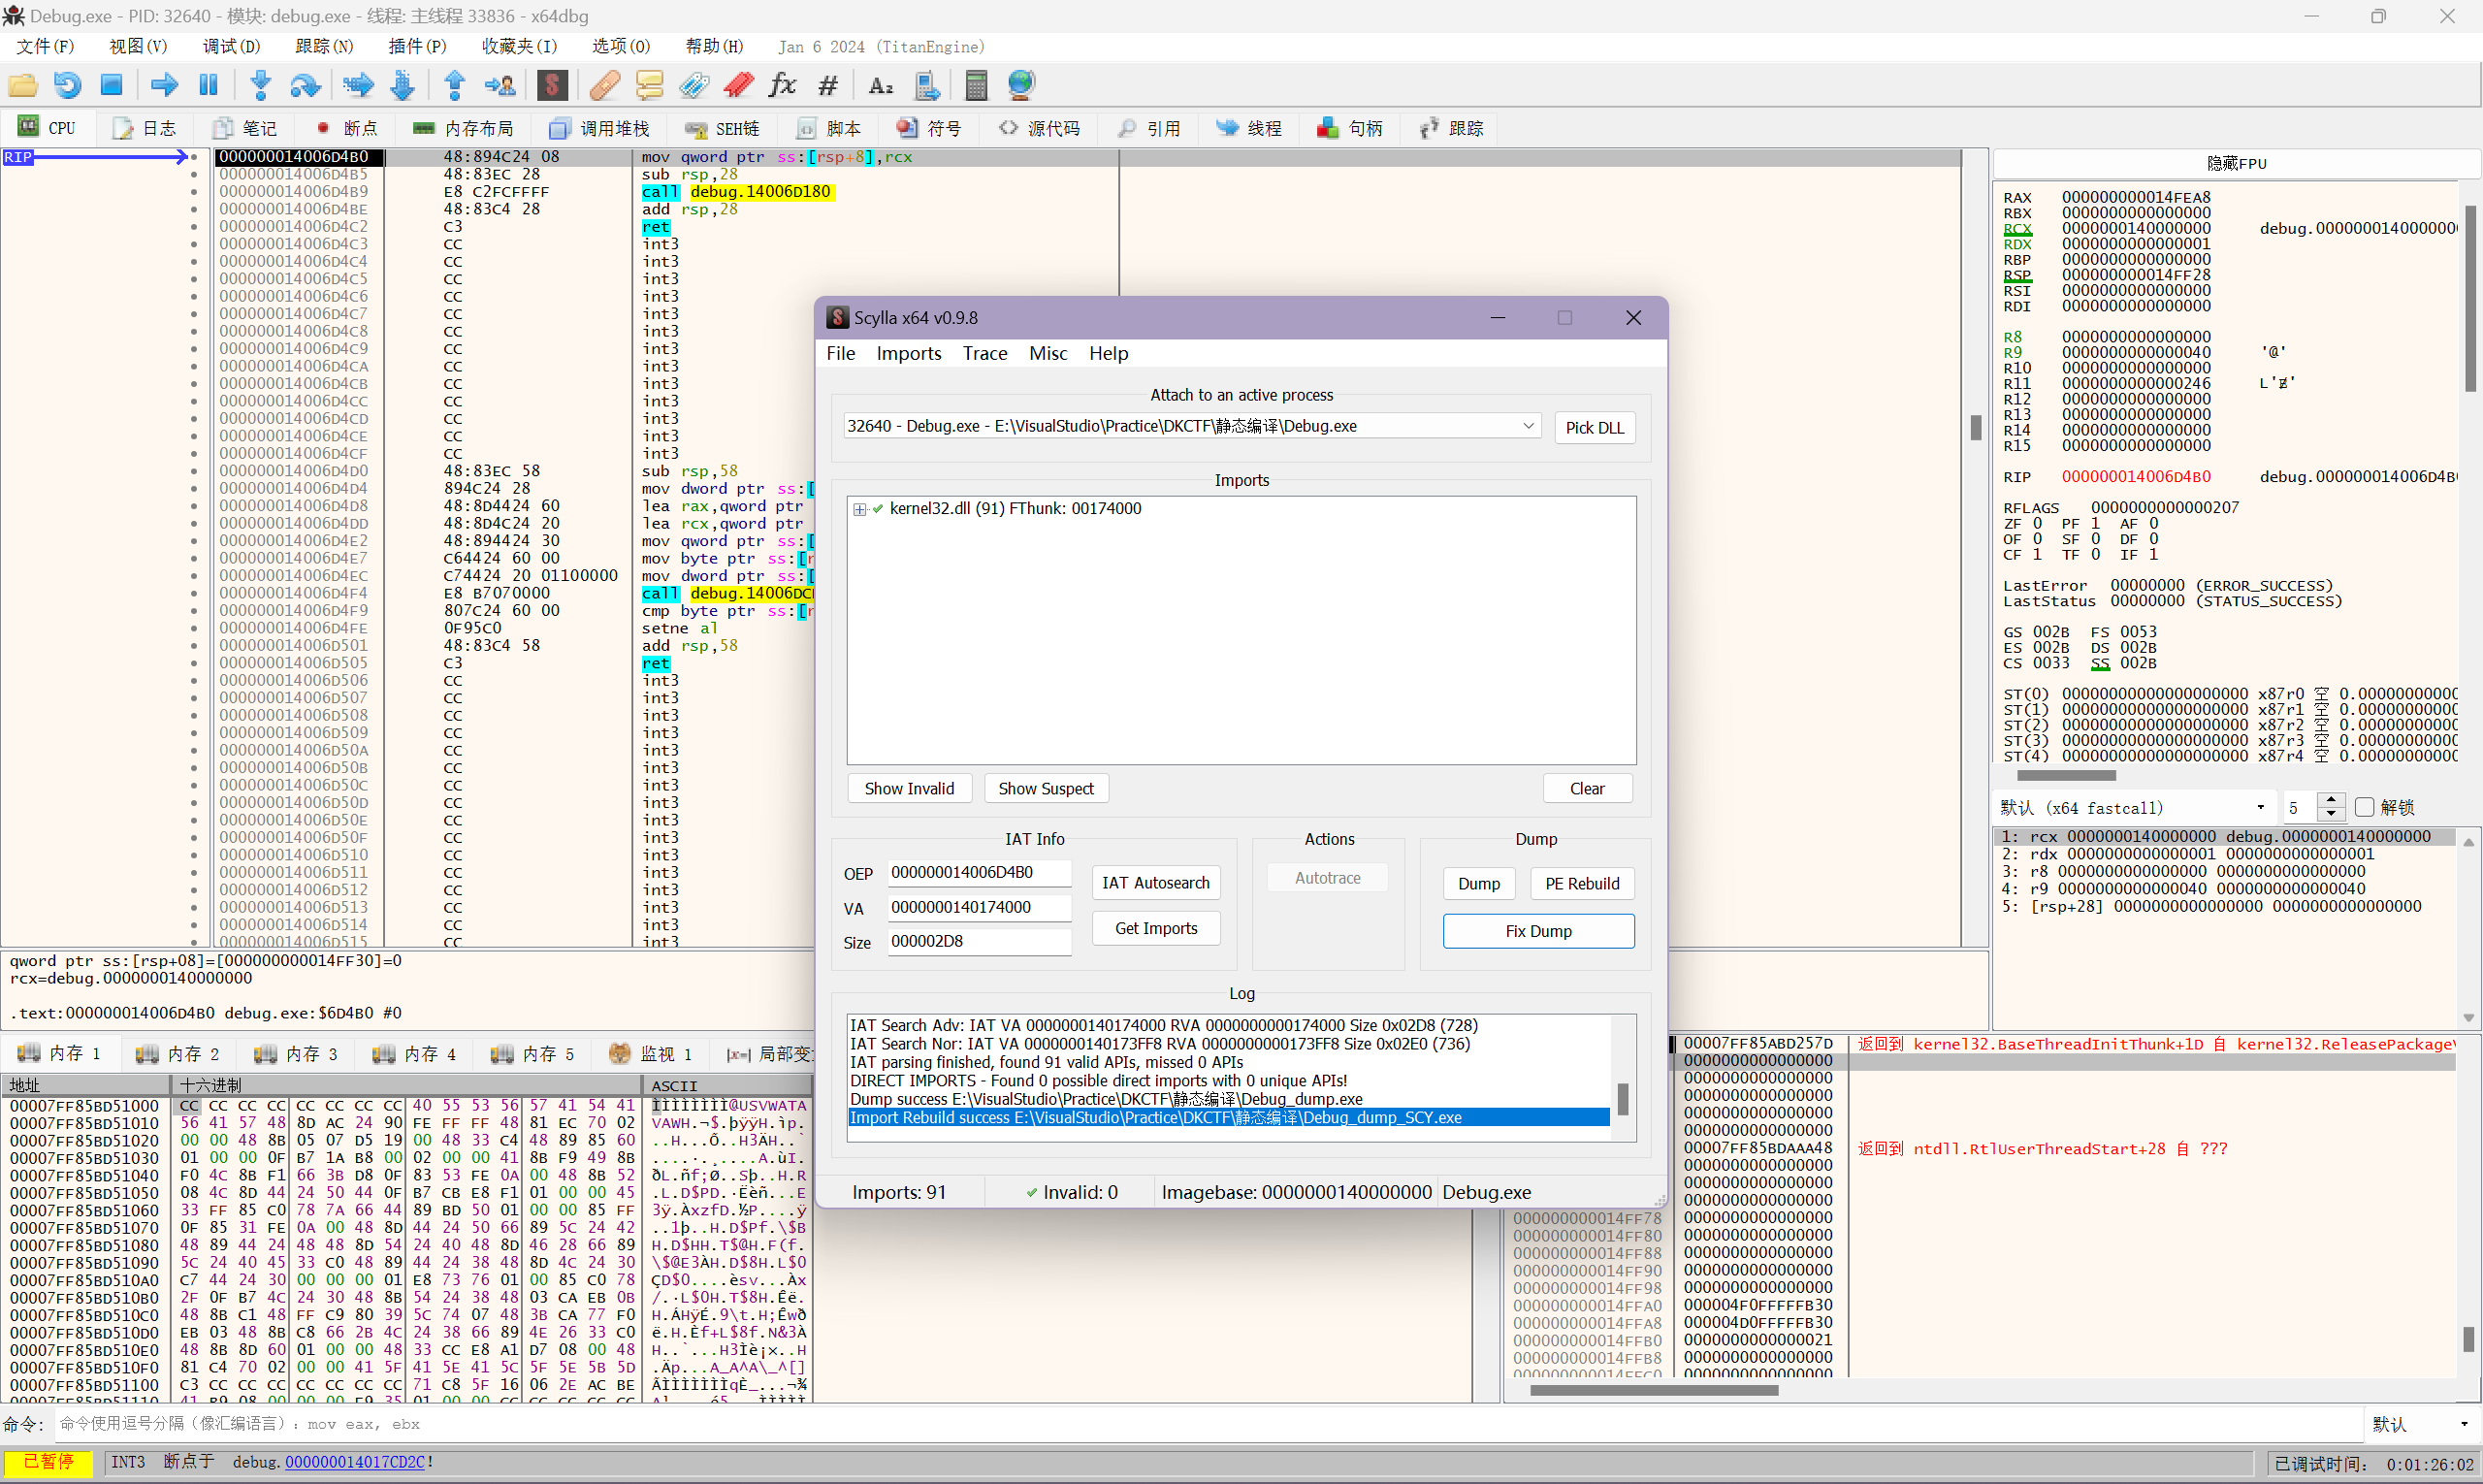 Debug.exe - PID: 32640 - 模块: debug.exe - 线程: 主线程 33836 - x64dbg
文件(F) 视图(V) 调试(D) 跟踪(N) 插件(P) 收藏夹(I) 选项(O) 帮助(H) Jan 6 2024 (TitanEngine)
CPU 日志 笔记 断点 内存布局 调用堆栈 SEH链 脚本 符号 源代码 引用 线程 句柄 跟踪
RIP 000000014006D4B0 48:894C24 08 mov qword ptr ss:[rsp+8],rcx
000000014006D4B5 48:83EC 28 sub rsp,28
000000014006D4B9 E8 C2FCFFFF call debug.14006D180
000000014006D4BE 48:83C4 28 add rsp,28
000000014006D4C2 C3 ret
000000014006D4C3 CC int3
000000014006D4C4 CC int3
000000014006D4C5 CC int3
000000014006D4C6 CC int3
000000014006D4C7 CC int3
000000014006D4C8 CC int3
000000014006D4C9 CC int3
000000014006D4CA CC int3
000000014006D4CB CC int3
000000014006D4CC CC int3
000000014006D4CD CC int3
000000014006D4CE CC int3
000000014006D4CF CC int3
000000014006D4D0 48:83EC 58 sub rsp,58
000000014006D4D4 894C24 28 mov dword ptr ss:[
000000014006D4D8 48:8D4424 60 lea rax,qword ptr
000000014006D4DD 48:8D4C24 20 lea rcx,qword ptr
000000014006D4E2 48:894424 30 mov qword ptr ss:[
000000014006D4E7 C64424 60 00 mov byte ptr ss:[r
000000014006D4EC C74424 20 01100000 mov dword ptr ss:[
000000014006D4F4 E8 B7070000 call debug.14006DC
000000014006D4F9 807C24 60 00 cmp byte ptr ss:[r
000000014006D4FE 0F95C0 setne al
000000014006D501 48:83C4 58 add rsp,58
000000014006D505 C3 ret
000000014006D506 CC int3
000000014006D507 CC int3
000000014006D508 CC int3
000000014006D509 CC int3
000000014006D50A CC int3
000000014006D50B CC int3
000000014006D50C CC int3
000000014006D50D CC int3
000000014006D50E CC int3
000000014006D50F CC int3
000000014006D510 CC int3
000000014006D511 CC int3
000000014006D512 CC int3
000000014006D513 CC int3
000000014006D514 CC int3
000000014006D515 CC int3
qword ptr ss:[rsp+08]=[000000000014FF30]=0
rcx=debug.0000000140000000
.text:000000014006D4B0 debug.exe:$6D4B0 #0
Scylla x64 v0.9.8
File Imports Trace Misc Help
Attach to an active process
32640 - Debug.exe - E:\VisualStudio\Practice\DKCTF\静态编译\Debug.exe Pick DLL
Imports
kernel32.dll (91) FThunk: 00174000
Show Invalid Show Suspect Clear
IAT Info Actions Dump
OEP 000000014006D4B0 IAT Autosearch Autotrace Dump PE Rebuild
VA 0000000140174000
Get Imports Fix Dump
Size 000002D8
Log
IAT Search Adv: IAT VA 0000000140174000 RVA 0000000000174000 Size 0x02D8 (728)
IAT Search Nor: IAT VA 0000000140173FF8 RVA 0000000000173FF8 Size 0x02E0 (736)
IAT parsing finished, found 91 valid APIs, missed 0 APIs
DIRECT IMPORTS - Found 0 possible direct imports with 0 unique APIs!
Dump success E:\VisualStudio\Practice\DKCTF\静态编译\Debug_dump.exe
Import Rebuild success E:\VisualStudio\Practice\DKCTF\静态编译\Debug_dump_SCY.exe
Imports: 91 Invalid: 0 Imagebase: 0000000140000000 Debug.exe
隐藏FPU
RAX 000000000014FEA8
RBX 0000000000000000
RCX 0000000140000000 debug.0000000140000000
RDX 0000000000000001
RBP 0000000000000000
RSP 000000000014FF28
RSI 0000000000000000
RDI 0000000000000000
R8 0000000000000000
R9 0000000000000040 '@'
R10 0000000000000000
R11 0000000000000246 L'Ɇ'
R12 0000000000000000
R13 0000000000000000
R14 0000000000000000
R15 0000000000000000
RIP 000000014006D4B0 debug.000000014006D4B
RFLAGS 0000000000000207
ZF 0 PF 1 AF 0
OF 0 SF 0 DF 0
CF 1 TF 0 IF 1
LastError 00000000 (ERROR_SUCCESS)
LastStatus 00000000 (STATUS_SUCCESS)
GS 002B FS 0053
ES 002B DS 002B
CS 0033 SS 002B
ST(0) 00000000000000000000 x87r0 空 0.00000000000
ST(1) 00000000000000000000 x87r1 空 0.00000000000
ST(2) 00000000000000000000 x87r2 空 0.00000000000
ST(3) 00000000000000000000 x87r3 空 0.00000000000
ST(4) 00000000000000000000 x87r4 空 0.00000000000
默认 (x64 fastcall) 5 解锁
1: rcx 0000000140000000 debug.0000000140000000
2: rdx 0000000000000001 0000000000000001
3: r8 0000000000000000 0000000000000000
4: r9 0000000000000040 0000000000000040
5: [rsp+28] 0000000000000000 0000000000000000
内存 1 内存 2 内存 3 内存 4 内存 5 监视 1 局部变
地址 十六进制 ASCII
00007FF85BD51000 CC CC CC CC CC CC CC CC 40 55 53 56 57 41 54 41 ÌÌÌÌÌÌÌÌ@USVWATA
00007FF85BD51010 56 41 57 48 8D AC 24 90 FE FF FF 48 81 EC 70 02 VAWH.¬$.þÿÿH.ìp.
00007FF85BD51020 00 00 48 8B 05 07 D5 19 00 48 33 C4 48 89 85 60 ..H...Õ..H3ÄH..`
00007FF85BD51030 01 00 00 0F B7 1A B8 00 02 00 00 41 8B F9 49 8B ....·.¸....A.ùI.
00007FF85BD51040 F0 4C 8B F1 66 3B D8 0F 83 53 FE 0A 00 48 8B 52 ðL.ñf;Ø..Sþ..H.R
00007FF85BD51050 08 4C 8D 44 24 50 44 0F B7 CB E8 F1 01 00 00 45 .L.D$PD.·Ëèñ...E
00007FF85BD51060 33 FF 85 C0 78 7A 66 44 89 BD 50 01 00 00 85 FF 3ÿ.ÀxzfD.½P....ÿ
00007FF85BD51070 0F 85 31 FE 0A 00 48 8D 44 24 50 66 89 5C 24 42 ..1þ..H.D$Pf.\$B
00007FF85BD51080 48 89 44 24 48 48 8D 54 24 40 48 8D 46 28 66 89 H.D$HH.T$@H.F(f.
00007FF85BD51090 5C 24 40 45 33 C0 48 89 44 24 38 48 8D 4C 24 30 \$@E3ÀH.D$8H.L$0
00007FF85BD510A0 C7 44 24 30 00 00 00 01 E8 73 76 01 00 85 C0 78 ÇD$0....èsv...Àx
00007FF85BD510B0 2F 0F B7 4C 24 30 48 8B 54 24 38 48 03 CA EB 0B /.·L$0H.T$8H.Êë.
00007FF85BD510C0 48 8B C1 48 FF C9 80 39 5C 74 07 48 3B CA 77 F0 H.ÁHÿÉ.9\t.H;Êwð
00007FF85BD510D0 EB 03 48 8B C8 66 2B 4C 24 38 66 89 4E 26 33 C0 ë.H.Èf+L$8f.N&3À
00007FF85BD510E0 48 8B 8D 60 01 00 00 48 33 CC E8 A1 D7 08 00 48 H..`...H3Ìè¡×..H
00007FF85BD510F0 81 C4 70 02 00 00 41 5F 41 5E 41 5C 5F 5E 5B 5D .Äp...A_A^A\_^[]
00007FF85BD51100 C3 CC CC CC CC CC CC CC 71 C8 5F 16 06 2E AC BE ÃÌÌÌÌÌÌÌqÈ_...¬¾
00007FF85ABD257D 返回到 kernel32.BaseThreadInitThunk+1D 自 kernel32.ReleasePackageV
0000000000000000
0000000000000000
0000000000000000
0000000000000000
0000000000000000
00007FF85BDAAA48 返回到 ntdll.RtlUserThreadStart+28 自 ???
0000000000000000
0000000000000000
0000000000000000
000000000014FF78 0000000000000000
000000000014FF80 0000000000000000
000000000014FF88 0000000000000000
000000000014FF90 0000000000000000
000000000014FF98 0000000000000000
000000000014FFA0 000004F0FFFFFB30
000000000014FFA8 000004D0FFFFFB30
000000000014FFB0 0000000000000021
000000000014FFB8 0000000000000000
000000000014FFC0 0000000000000000
命令: 命令使用逗号分隔（像汇编语言）：mov eax, ebx 默认
已暂停 INT3 断点于 debug.000000014017CD2C! 已调试时间: 0:01:26:02